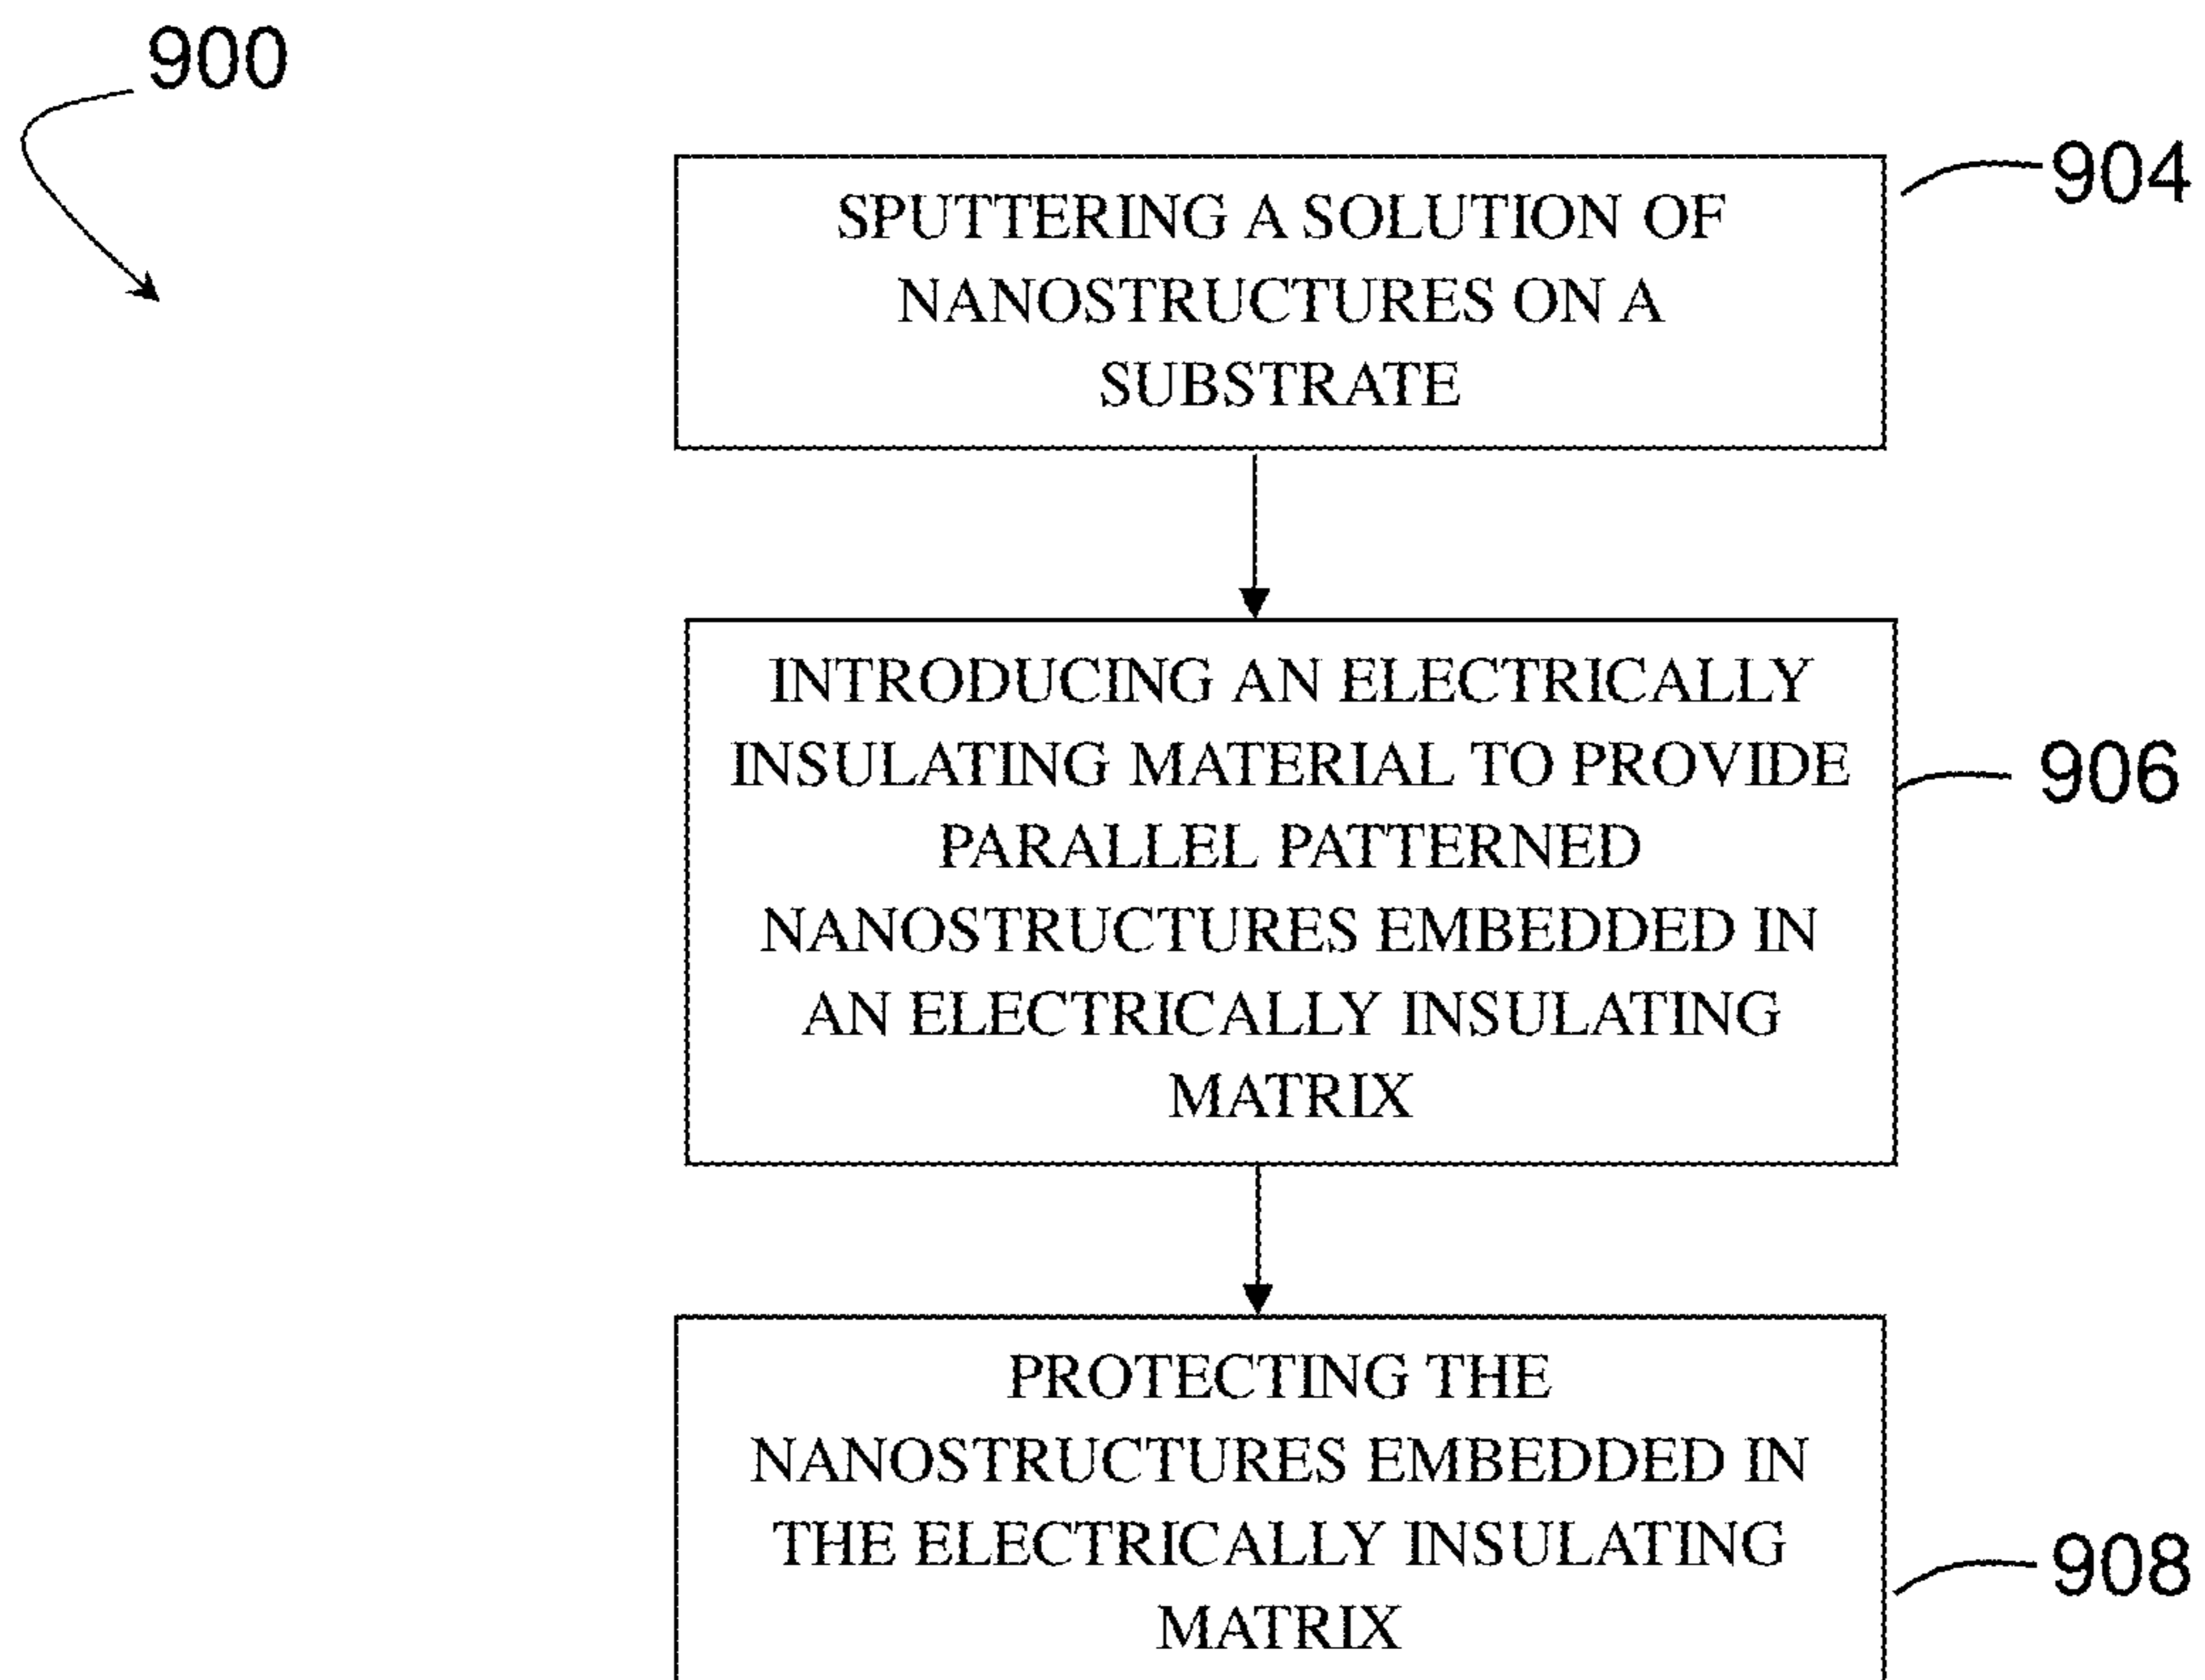 900
904
SPUTTERING A SOLUTION OF
NANOSTRUCTURES ON A
SUBSTRATE
INTRODUCING AN ELECTRICALLY
INSULATING MATERIAL TO PROVIDE
906
PARALLEL PATTERNED
NANOSTRUCTURES EMBEDDED IN
AN ELECTRICALLY INSULATING
MATRIX
PROTECTING THE
NANOSTRUCTURES EMBEDDED IN
THE ELECTRICALLY INSULATING
908
MATRIX